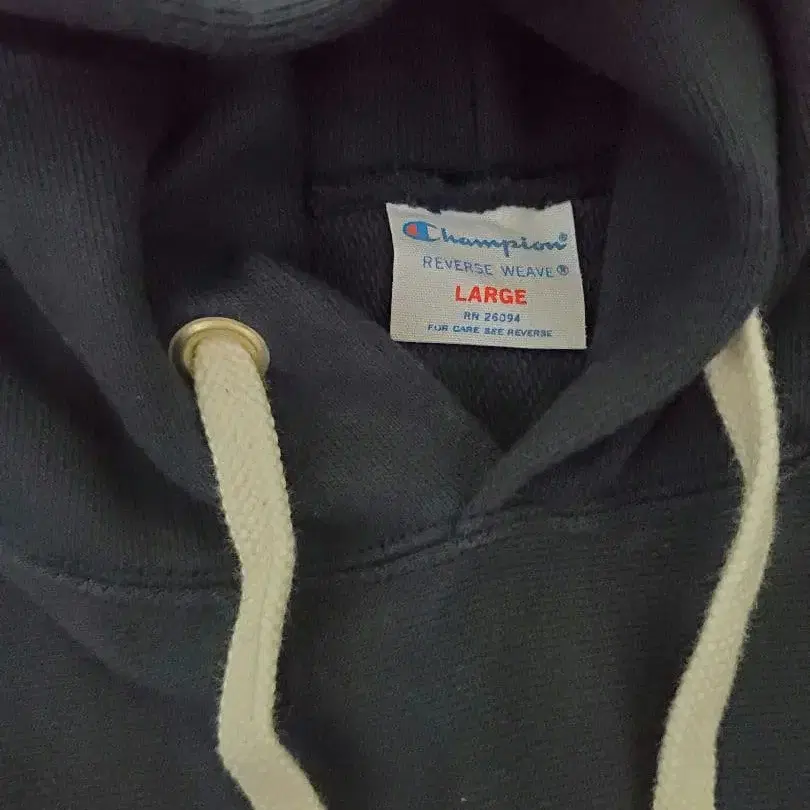 Champion®
REVERSE WEAVE®
LARGE
RN 26094
FOR CARE SEE REVERSE